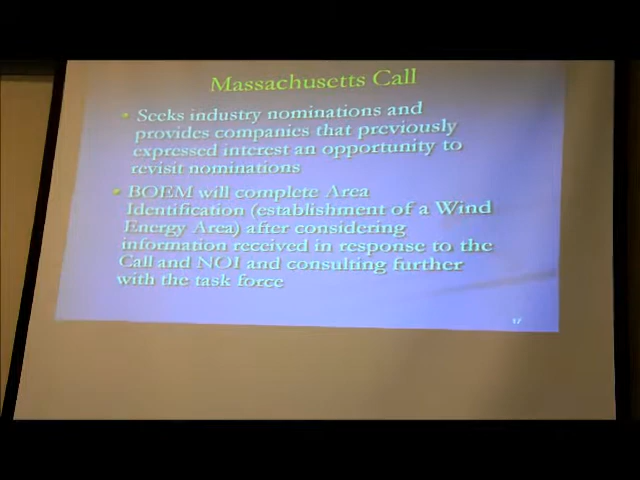 Massachusetts Call
• Seeks industry nominations and
provides companies that previously
expressed interest an opportunity to
revisit nominations
• BOEM will complete Area
Identification (establishment of a Wind
Energy Area) after considering
information received in response to the
Call and NOI and consulting further
with the task force
17